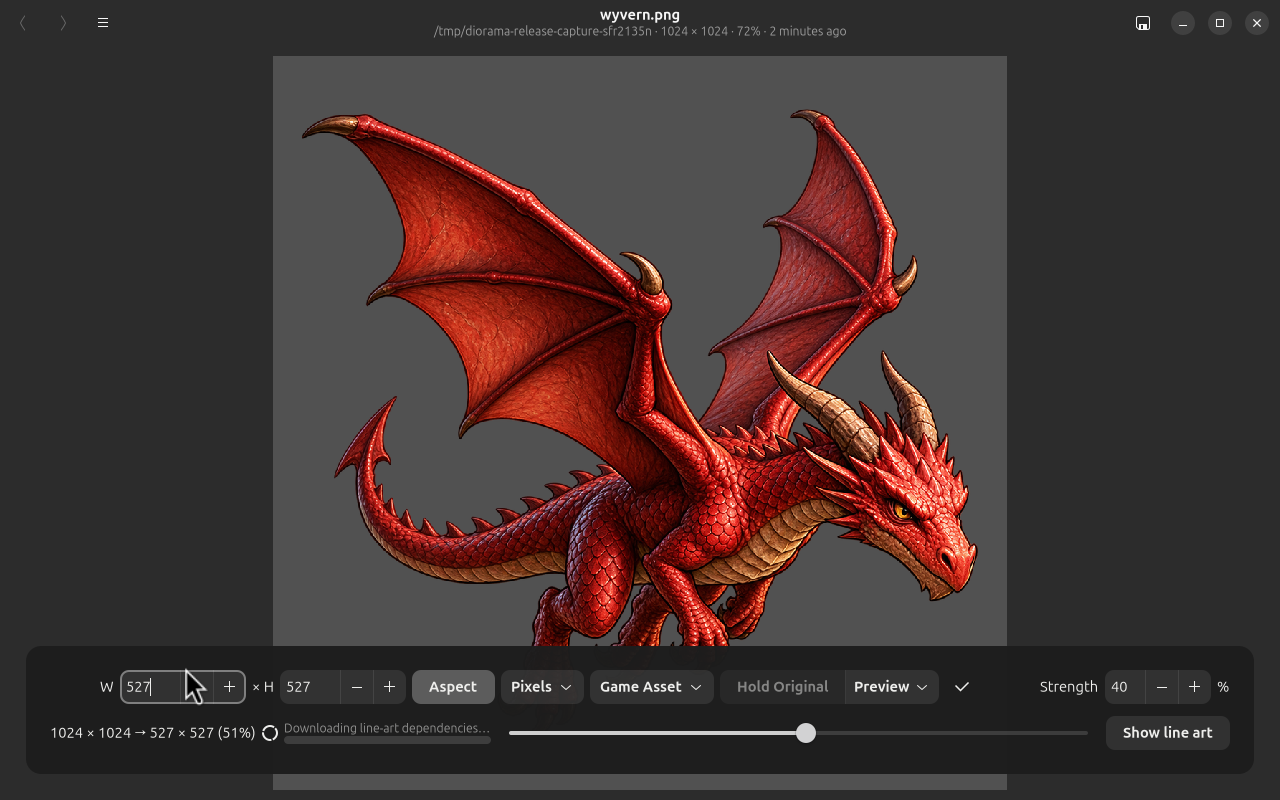 wyvern.png
/tmp/diorama-release-capture-sfr2135n · 1024 × 1024 · 72% · 2 minutes ago
W 527 − + × H 527 − + Aspect Pixels Game Asset Hold Original Preview Strength 40 − + %
1024 × 1024 → 527 × 527 (51%) Downloading line-art dependencies… Show line art